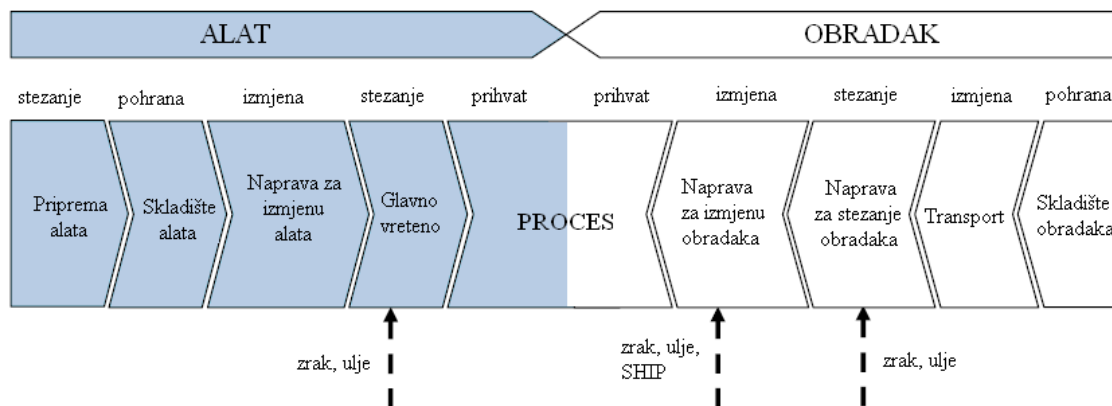 ALAT
OBRADAK
stezanje
pohrana
izmjena
stezanje
prihvat
prihvat
izmjena
stezanje
izmjena
pohrana
Priprema
alata
Skladište
alata
Naprava za
izmjenu
alata
Glavno
vreteno
PROCES
Naprava
za izmjenu
obradaka
Naprava
za stezanje
obradaka
Transport
Skladište
obradaka
zrak, ulje
zrak, ulje,
SHIP
zrak, ulje